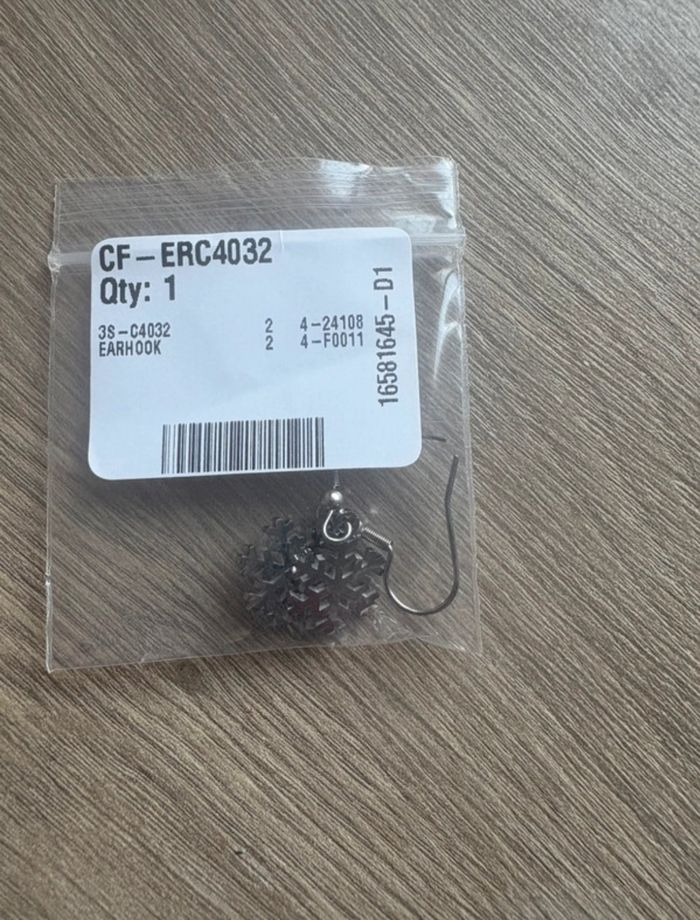 CF-ERC4032
Qty: 1
3S-C4032 2 4-24108
EARHOOK 2 4-F0011
16581645-D1